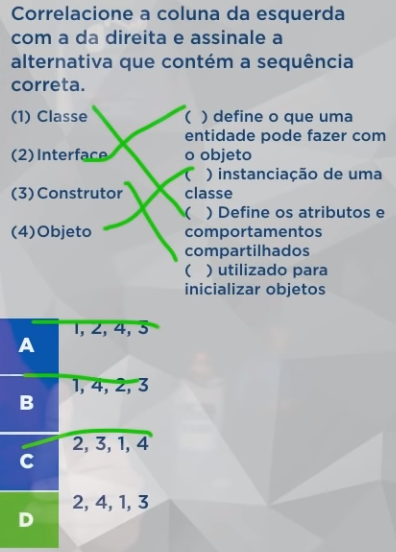 Correlacione a coluna da esquerda
com a da direita e assinale a
alternativa que contém a sequência
correta.
(1) Classe
(2) Interface
(3) Construtor
(4) Objeto
( ) define o que uma
entidade pode fazer com
o objeto
( ) instanciação de uma
classe
( ) Define os atributos e
comportamentos
compartilhados
( ) utilizado para
inicializar objetos
A 1, 2, 4, 3
B 1, 4, 2, 3
C 2, 3, 1, 4
D 2, 4, 1, 3